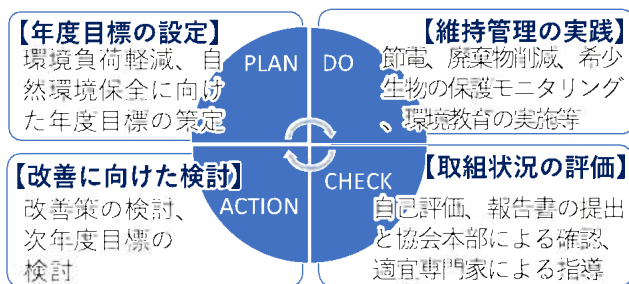 【年度目標の設定】
環境負荷軽減、自
然環境保全に向け
た年度目標の策定
PLAN
DO
【維持管理の実践】
節電、廃棄物削減、希少
生物の保護モニタリング
、環境教育の実施等
【改善に向けた検討】
改善策の検討、
次年度目標の
検討
ACTION
CHECK
【取組状況の評価】
自己評価、報告書の提出
と協会本部による確認、
適宜専門家による指導